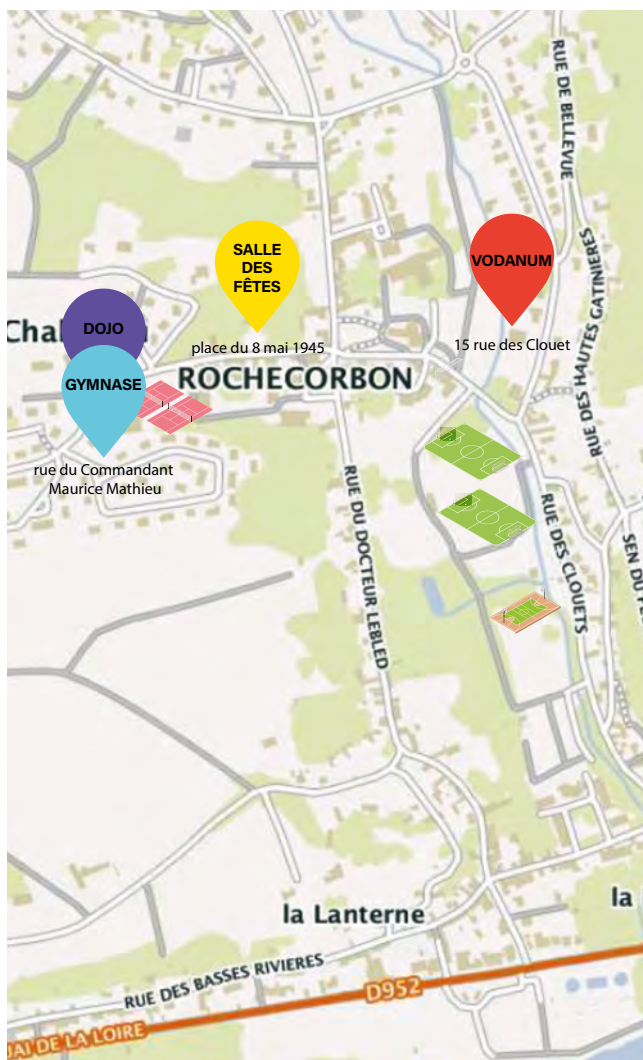 RUE DE BELLEVUE
SALLE
DES
FÊTES
VODANUM
RUE DES HAUTES GATINIERES
DOJO
place du 8 mai 1945
15 rue des Clouet
GYMNASE
ROCHECORBON
rue du Commandant
Maurice Mathieu
RUE DU DOCTEUR LEBLED
RUE DES CLOUETS
SEN DU
la Lanterne
la
RUE DES BASSES RIVIERES
D952
DE LA LOIRE